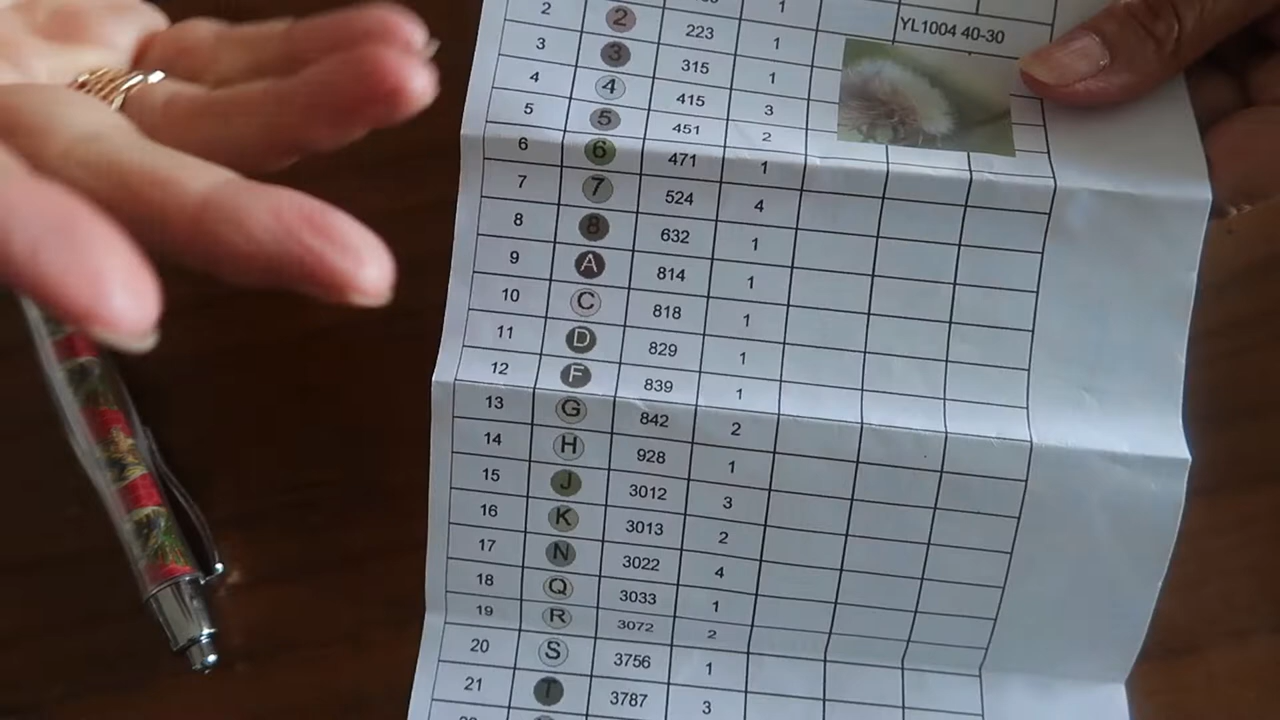 1
2 2 223 1 YL1004 40-30
3 3 315 1
4 4 415 3
5 5 451 2
6 6 471 1
7 7 524 4
8 8 632 1
9 A 814 1
10 C 818 1
11 D 829 1
12 F 839 1
13 G 842 2
14 H 928 1
15 J 3012 3
16 K 3013 2
17 N 3022 4
18 Q 3033 1
19 R 3072 2
20 S 3756 1
21 T 3787 3